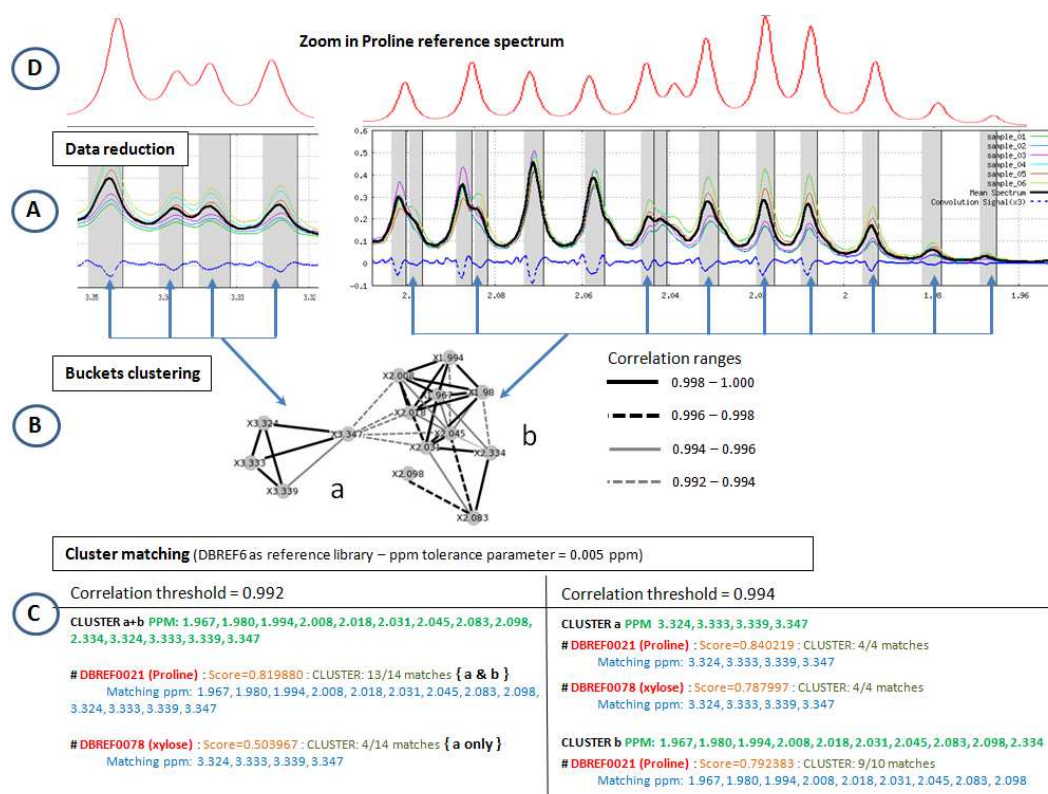 Zoom in Proline reference spectrum
D
Data reduction
A
0.6
0.5
0.4
0.3
0.2
0.1
0
-0.1
sample_01
sample_02
sample_03
sample_04
sample_05
sample_06
Mean Spectrum
Convolution Signal(x3)
3.33
3.32
2.08
2.06
2.04
2
1.98
1.96
Buckets clustering
B
X1.994
X2.008
X1.967
X1.98
X2.018
X2.045
X2.031
X2.334
X2.098
X2.083
X3.324
X3.347
X3.333
X3.339
a
b
Correlation ranges
0.998 – 1.000
0.996 – 0.998
0.994 – 0.996
0.992 – 0.994
Cluster matching (DBREF6 as reference library – ppm tolerance parameter = 0.005 ppm)
C
Correlation threshold = 0.992
CLUSTER a+b PPM: 1.967, 1.980, 1.994, 2.008, 2.018, 2.031, 2.045, 2.083, 2.098,
2.334, 3.324, 3.333, 3.339, 3.347
# DBREF0021 (Proline) : Score=0.819880 : CLUSTER: 13/14 matches { a & b }
Matching ppm: 1.967, 1.980, 1.994, 2.008, 2.018, 2.031, 2.045, 2.083, 2.098,
3.324, 3.333, 3.339, 3.347
# DBREF0078 (xylose) : Score=0.503967 : CLUSTER: 4/14 matches { a only }
Matching ppm: 3.324, 3.333, 3.339, 3.347
Correlation threshold = 0.994
CLUSTER a PPM 3.324, 3.333, 3.339, 3.347
# DBREF0021 (Proline) : Score=0.840219 : CLUSTER: 4/4 matches
Matching ppm: 3.324, 3.333, 3.339, 3.347
# DBREF0078 (xylose) : Score=0.787997 : CLUSTER: 4/4 matches
Matching ppm: 3.324, 3.333, 3.339, 3.347
CLUSTER b PPM: 1.967, 1.980, 1.994, 2.008, 2.018, 2.031, 2.045, 2.083, 2.098, 2.334
# DBREF0021 (Proline) : Score=0.792383 : CLUSTER: 9/10 matches
Matching ppm: 1.967, 1.980, 1.994, 2.008, 2.018, 2.031, 2.045, 2.083, 2.098